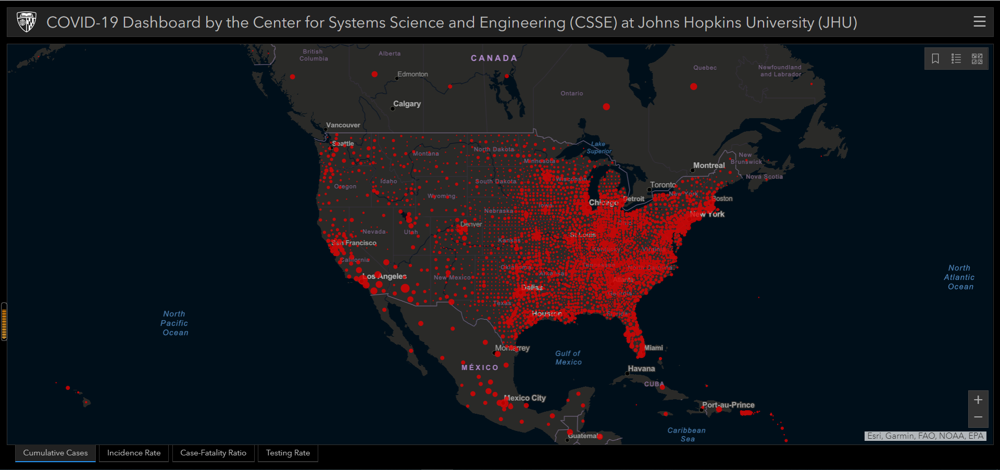 COVID-19 Dashboard by the Center for Systems Science and Engineering (CSSE) at Johns Hopkins University (JHU)
British
Columbia
Alberta
CANADA
Quebec
Newfoundland
and Labrador
Edmonton
Ontario
Calgary
Vancouver
Seattle
Lake
Superior
Montana
North Dakota
Minnesota
New
Brunswick
Montreal
Nova Scotia
Oregon
Idaho
South Dakota
Wisconsin
Toronto
Wyoming
New York
Detroit
Boston
Chicago
Iowa
Nebraska
New York
Denver
Ohio
Nevada
Utah
St Louis
Kansas
San Francisco
Kentucky
Virginia
California
Oklahoma
Tennessee
North Carolina
Arkansas
Los Angeles
New Mexico
Atlanta
Dallas
Georgia
Texas
Houston
Florida
North
Atlantic
Ocean
North
Pacific
Ocean
Monterrey
Miami
Gulf of
Mexico
MÉXICO
Havana
CUBA
Mexico City
Port-au-Prince
Caribbean
Sea
Guatemal
+
−
Esri, Garmin, FAO, NOAA, EPA
Cumulative Cases
Incidence Rate
Case-Fatality Ratio
Testing Rate